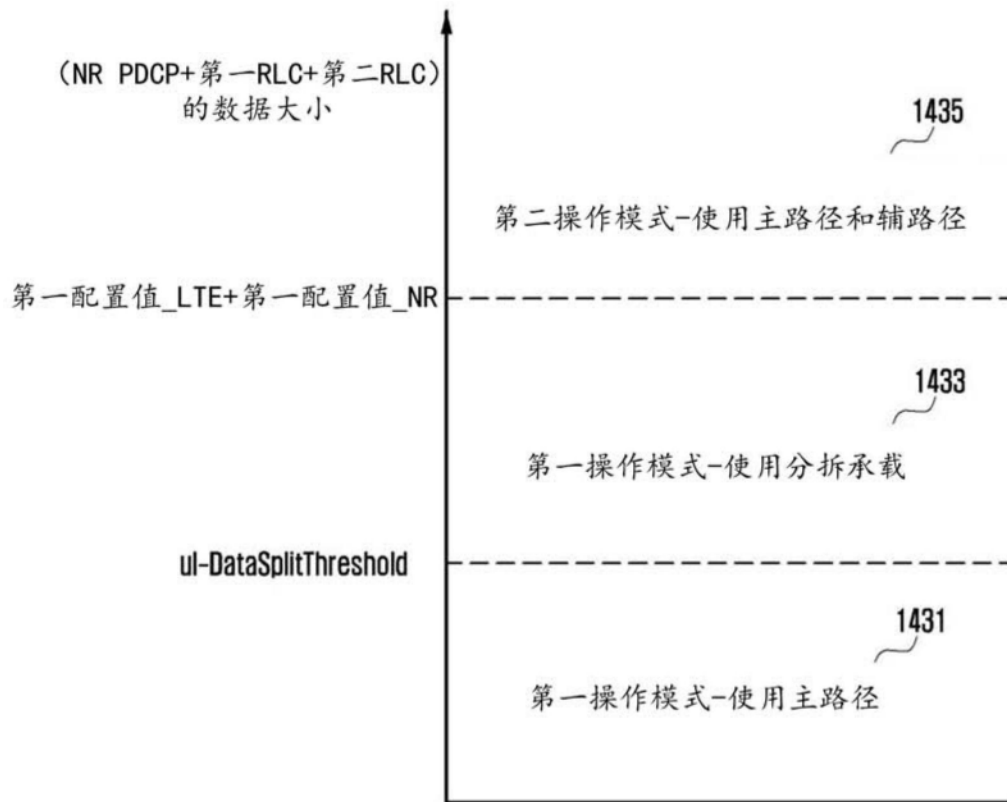 （NR PDCP+第一RLC+第二RLC）
的数据大小
1435
第二操作模式-使用主路径和辅路径
第一配置值_LTE+第一配置值_NR
1433
第一操作模式-使用分拆承载
ul-DataSplitThreshold
1431
第一操作模式-使用主路径